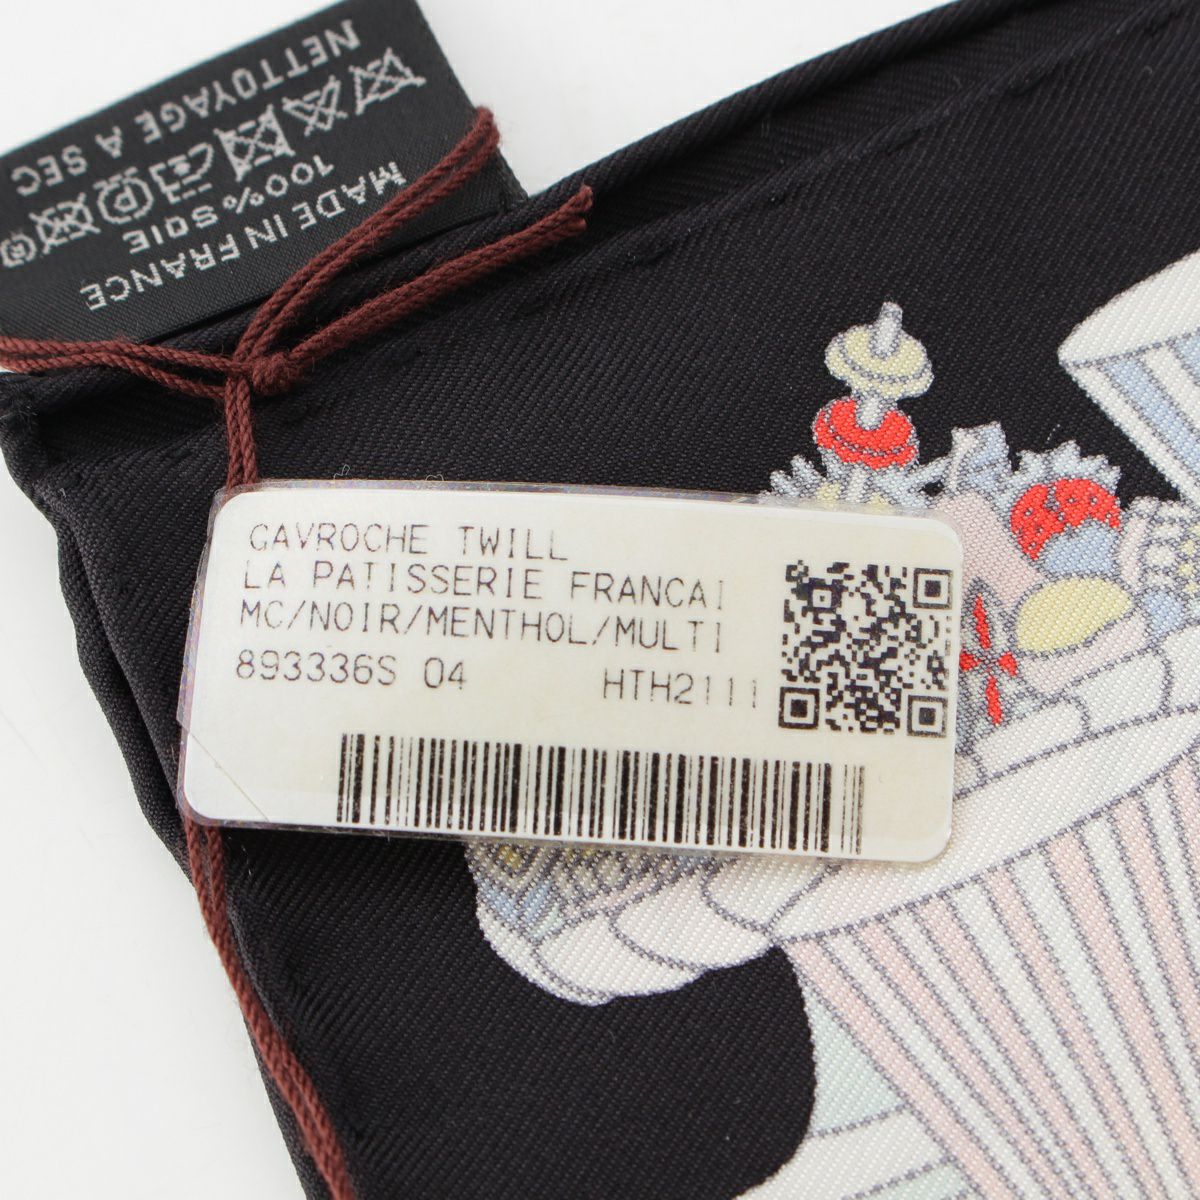 NETTOYAGE A SEC
100% SOIE
MADE IN FRANCE
GAVROCHE TWILL
LA PATISSERIE FRANCAI
MC/NOIR/MENTHOL/MULTI
893336S 04 HTH2111